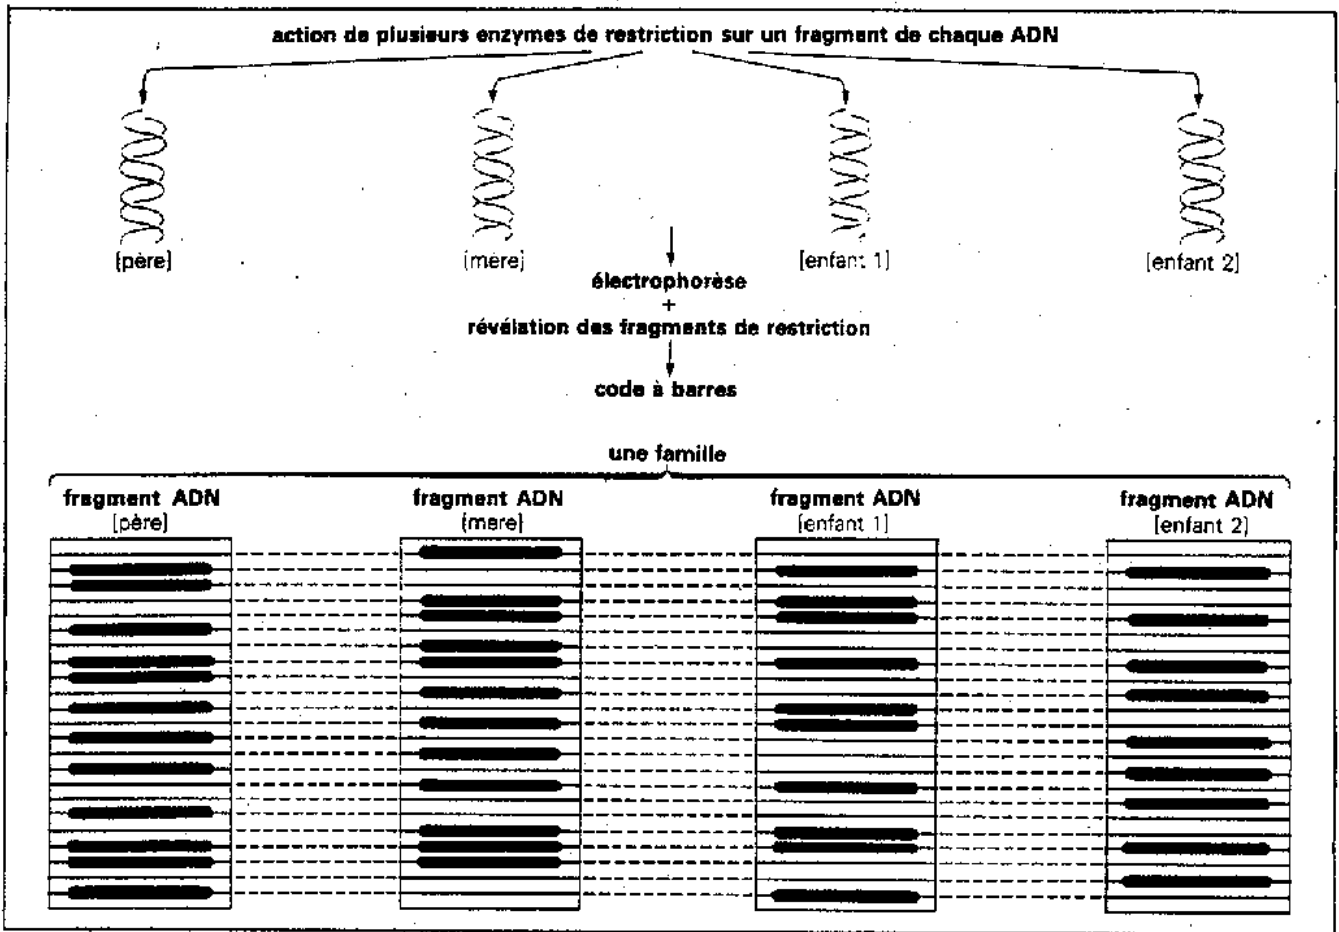 action de plusieurs enzymes de restriction sur un fragment de chaque ADN
[père]
[mère]
[enfant 1]
[enfant 2]
électrophorèse
+
révélation des fragments de restriction
code à barres
une famille
fragment ADN
[père]
fragment ADN
[mere]
fragment ADN
[enfant 1]
fragment ADN
[enfant 2]